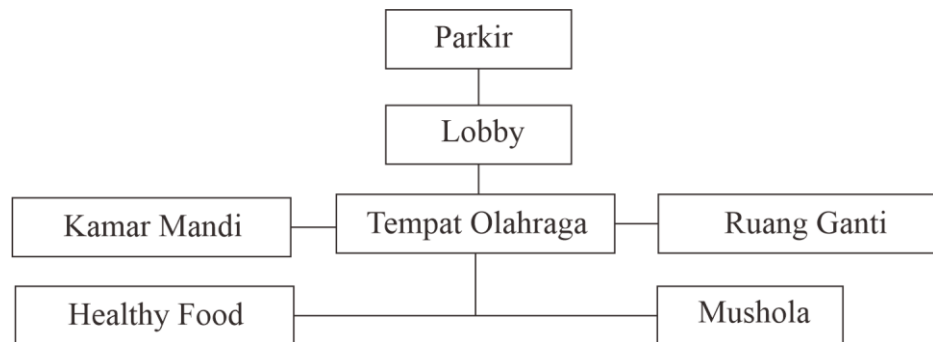 Parkir
Lobby
Kamar Mandi
Tempat Olahraga
Ruang Ganti
Healthy Food
Mushola